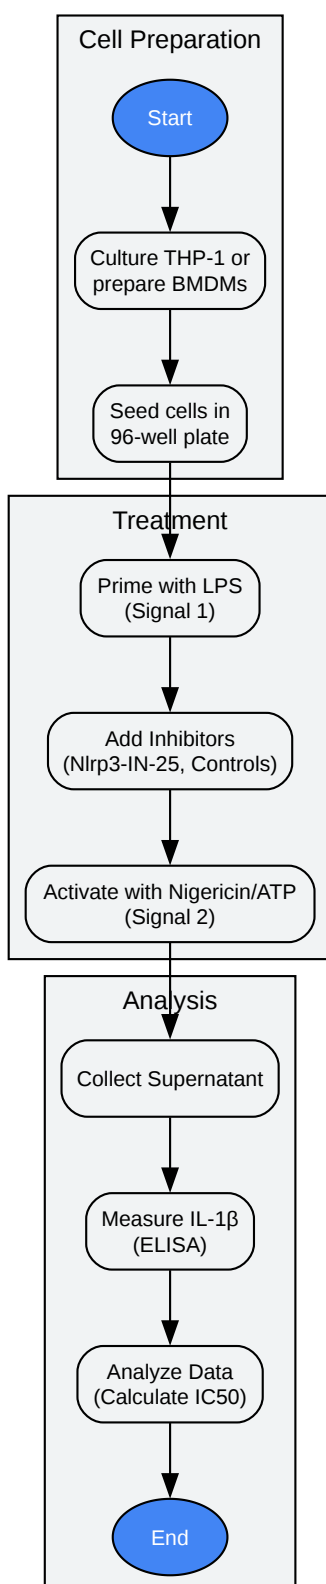 Cell Preparation
Start
Culture THP-1 or
prepare BMDMs
Seed cells in
96-well plate
Treatment
Prime with LPS
(Signal 1)
Add Inhibitors
(Nlrp3-IN-25, Controls)
Activate with Nigericin/ATP
(Signal 2)
Analysis
Collect Supernatant
Measure IL-1β
(ELISA)
Analyze Data
(Calculate IC50)
End